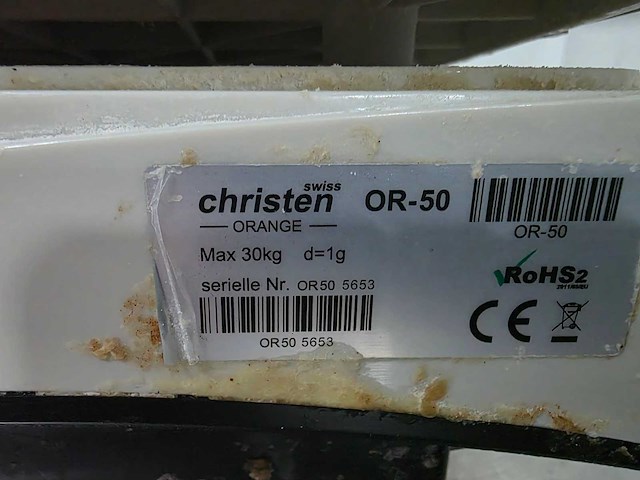 swiss
christen OR-50
ORANGE
OR-50
Max 30kg d=1g
RoHS2
serielle Nr. OR50 5653
CE
OR50 5653